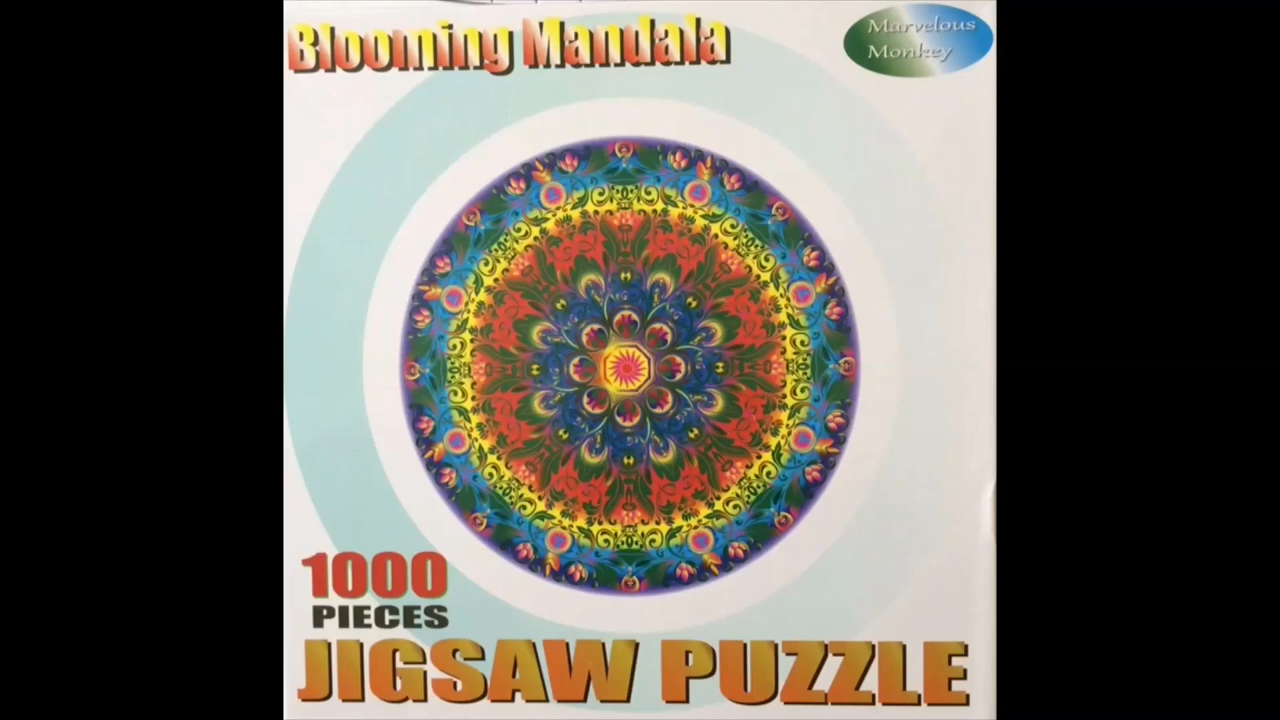 Blooming Mandala
Marvelous
Monkey
1000
PIECES
JIGSAW PUZZLE